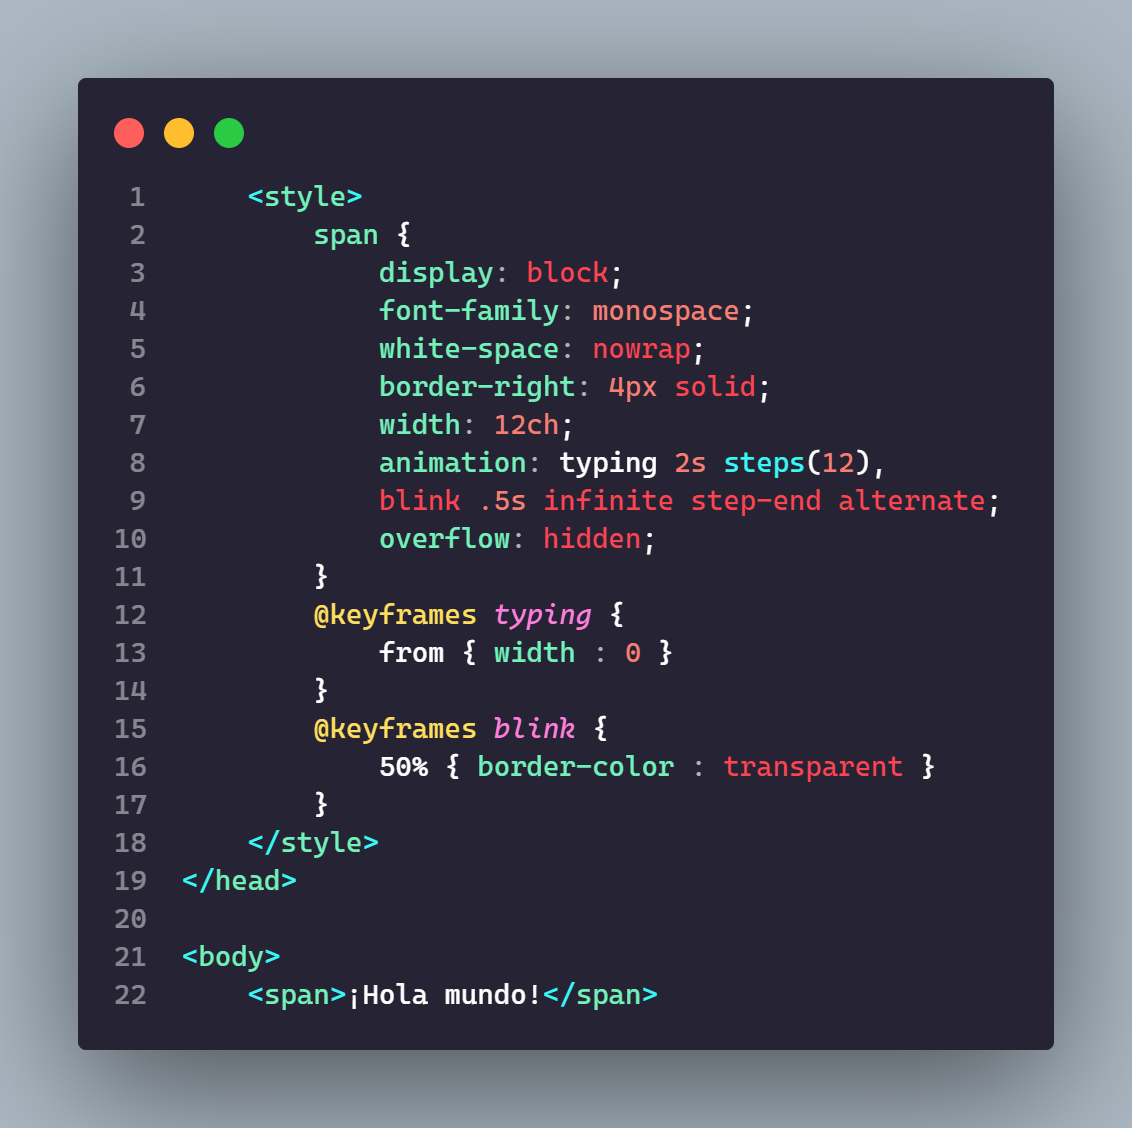 1 <style>
2 span {
3 display: block;
4 font-family: monospace;
5 white-space: nowrap;
6 border-right: 4px solid;
7 width: 12ch;
8 animation: typing 2s steps(12),
9 blink .5s infinite step-end alternate;
10 overflow: hidden;
11 }
12 @keyframes typing {
13 from { width : 0 }
14 }
15 @keyframes blink {
16 50% { border-color : transparent }
17 }
18 </style>
19 </head>
20
21 <body>
22 <span>¡Hola mundo!</span>